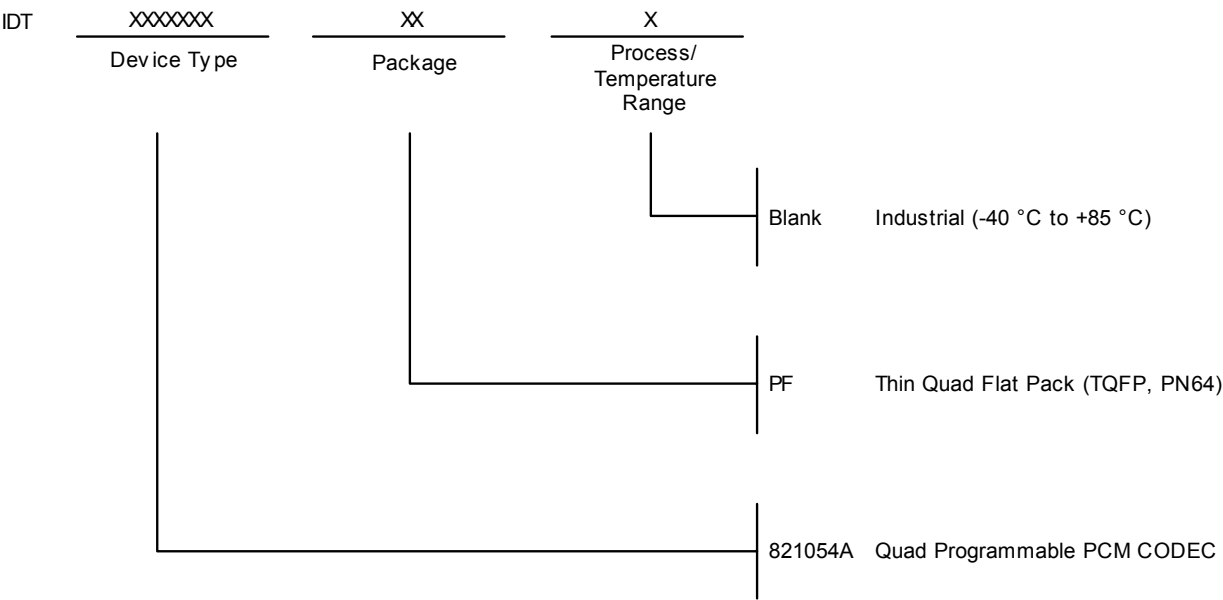 IDT XXXXXXX XX X
Device Type Package Process/
Temperature
Range
Blank Industrial (-40 °C to +85 °C)
PF Thin Quad Flat Pack (TQFP, PN64)
821054A Quad Programmable PCM CODEC